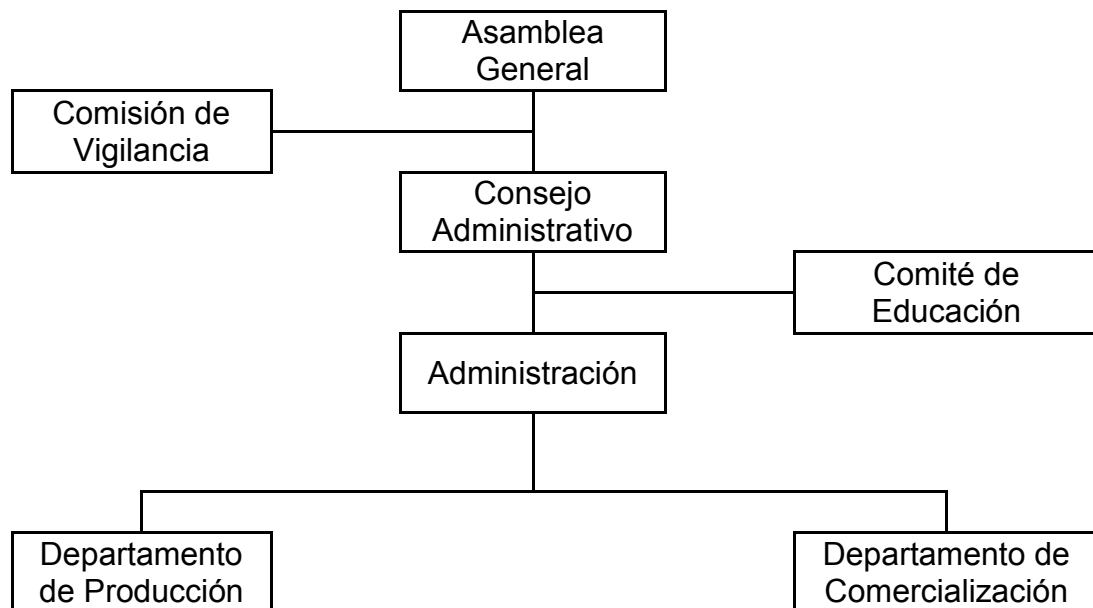 Asamblea
General
Comisión de
Vigilancia
Consejo
Administrativo
Comité de
Educación
Administración
Departamento
de Producción
Departamento de
Comercialización